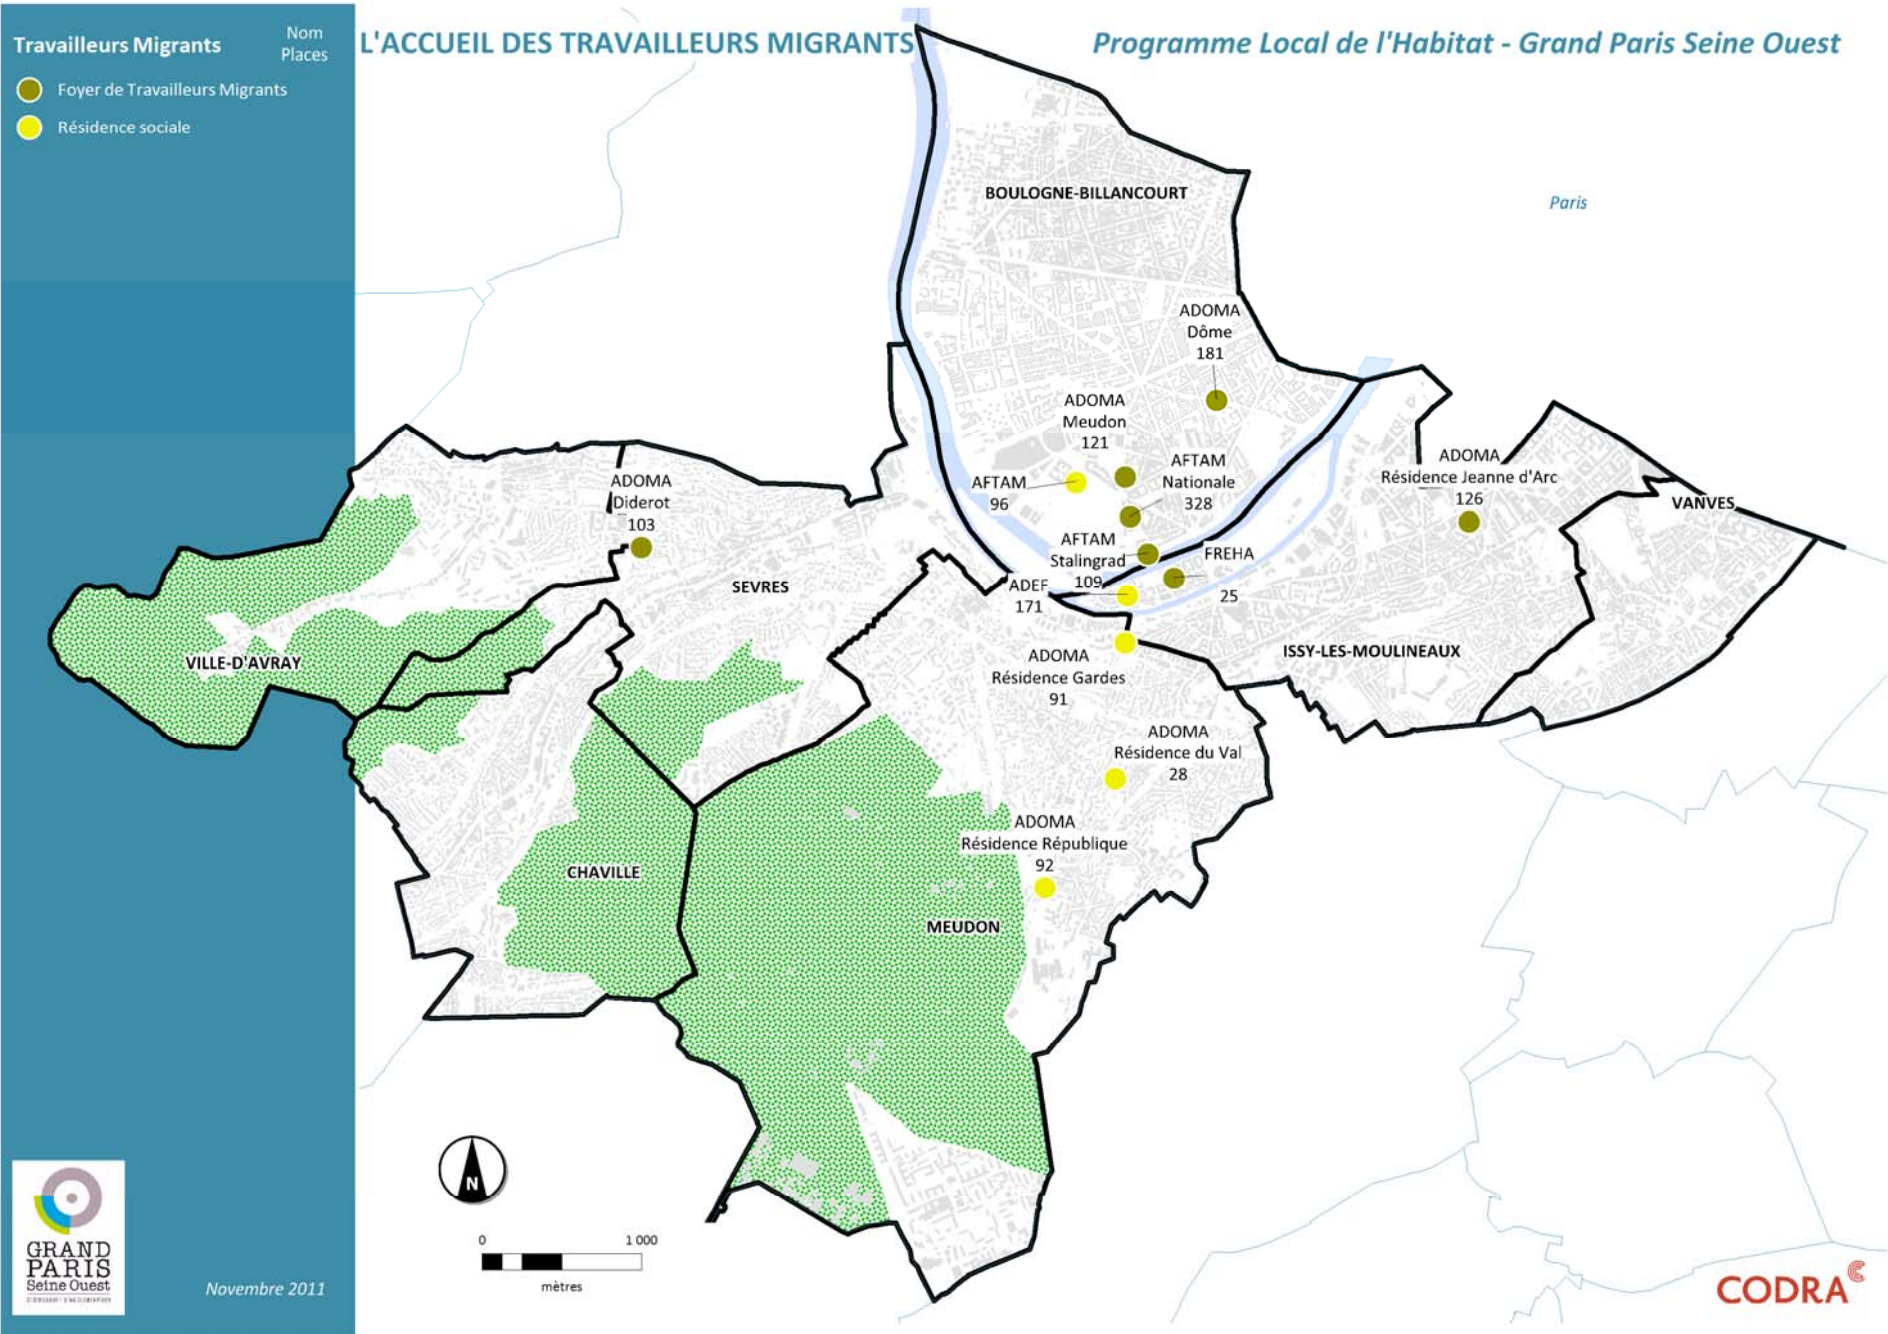 Travailleurs Migrants
Nom
Places
Foyer de Travailleurs Migrants
Résidence sociale
L'ACCUEIL DES TRAVAILLEURS MIGRANTS
Programme Local de l'Habitat - Grand Paris Seine Ouest
BOULOGNE-BILLANCOURT
Paris
ADOMA
Dôme
181
ADOMA
Meudon
121
AFTAM
96
AFTAM
Nationale
328
ADOMA
Résidence Jeanne d'Arc
126
VANVES
ADOMA
Diderot
103
AFTAM
Stalingrad
109
FREHA
25
ADEF
171
SEVRES
VILLE-D'AVRAY
ISSY-LES-MOULINEAUX
ADOMA
Résidence Gardes
91
ADOMA
Résidence du Val
28
ADOMA
Résidence République
92
CHAVILLE
MEUDON
N
0 1 000
mètres
GRAND
PARIS
Seine Ouest
Novembre 2011
CODRA